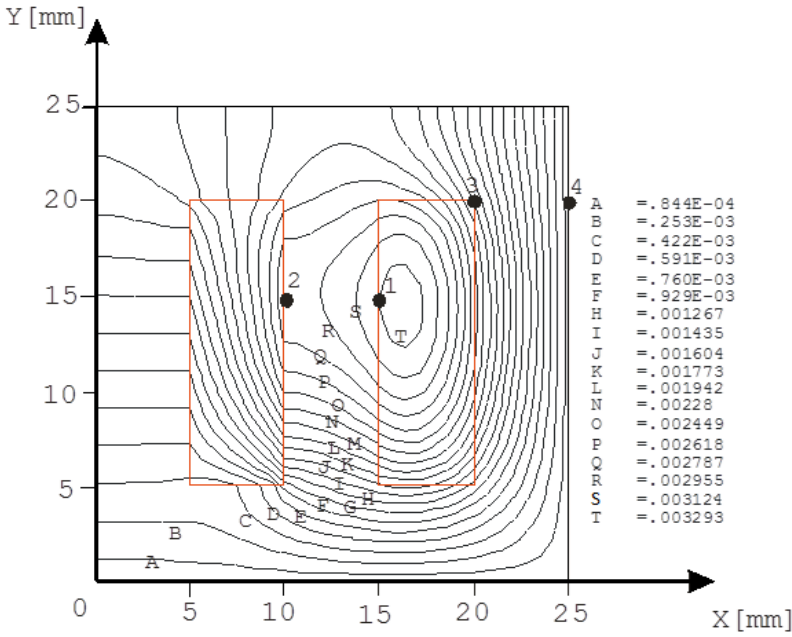 Y [mm]
25
20
15
10
5
0
5
10
15
20
25
X [mm]
3
4
2
1
S
R
T
Q
P
O
N
M
L
K
J
I
H
G
F
E
D
C
B
A
A =.844E-04
B =.253E-03
C =.422E-03
D =.591E-03
E =.760E-03
F =.929E-03
H =.001267
I =.001435
J =.001604
K =.001773
L =.001942
N =.00228
O =.002449
P =.002618
Q =.002787
R =.002955
S =.003124
T =.003293